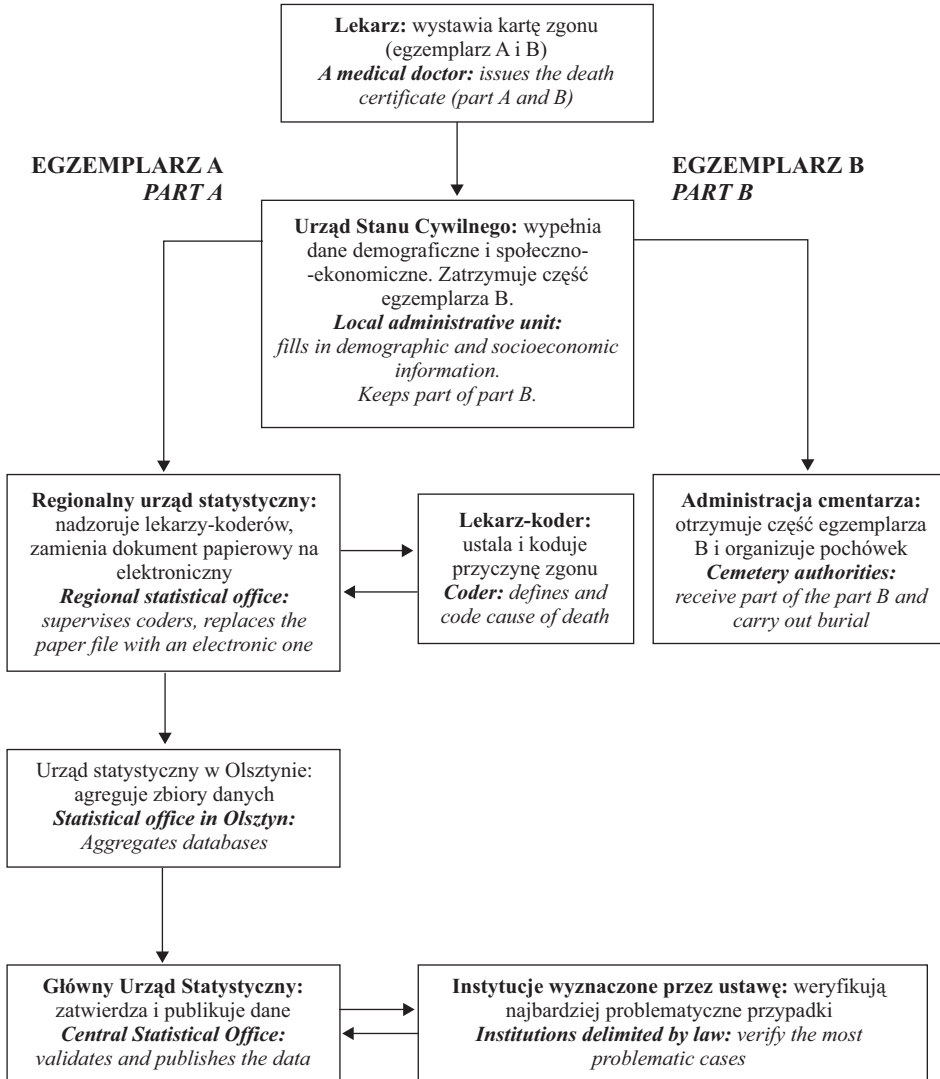 Lekarz: wystawia kartę zgonu
(egzemplarz A i B)
A medical doctor: issues the death
certificate (part A and B)
EGZEMPLARZ A
PART A
EGZEMPLARZ B
PART B
Urząd Stanu Cywilnego: wypełnia
dane demograficzne i społeczno-
-ekonomiczne. Zatrzymuje część
egzemplarza B.
Local administrative unit:
fills in demographic and socioeconomic
information.
Keeps part of part B.
Regionalny urząd statystyczny:
nadzoruje lekarzy-koderów,
zamienia dokument papierowy na
elektroniczny
Regional statistical office:
supervises coders, replaces the
paper file with an electronic one
Lekarz-koder:
ustala i koduje
przyczynę zgonu
Coder: defines and
code cause of death
Administracja cmentarza:
otrzymuje część egzemplarza
B i organizuje pochówek
Cemetery authorities:
receive part of the part B and
carry out burial
Urząd statystyczny w Olsztynie:
agreguje zbiory danych
Statistical office in Olsztyn:
Aggregates databases
Główny Urząd Statystyczny:
zatwierdza i publikuje dane
Central Statistical Office:
validates and publishes the data
Instytucje wyznaczone przez ustawę: weryfikują
najbardziej problematyczne przypadki
Institutions delimited by law: verify the most
problematic cases